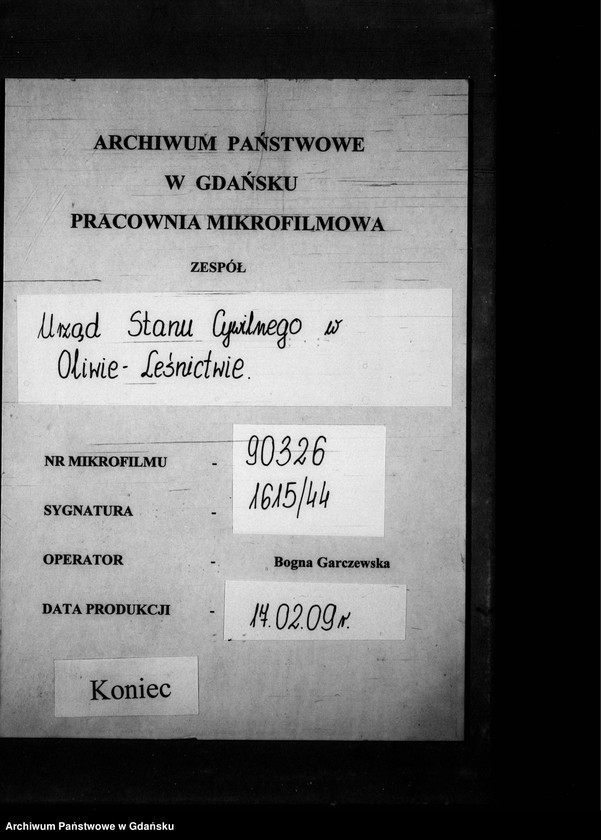 ARCHIWUM PAŃSTWOWE
W GDAŃSKU
PRACOWNIA MIKROFILMOWA
ZESPÓŁ
Urząd Stanu Cywilnego w
Oliwie - Leśnictwie.
NR MIKROFILMU - 90326
SYGNATURA - 1615/44
OPERATOR - Bogna Garczewska
DATA PRODUKCJI - 17.02.09 r.
Koniec
Archiwum Państwowe w Gdańsku